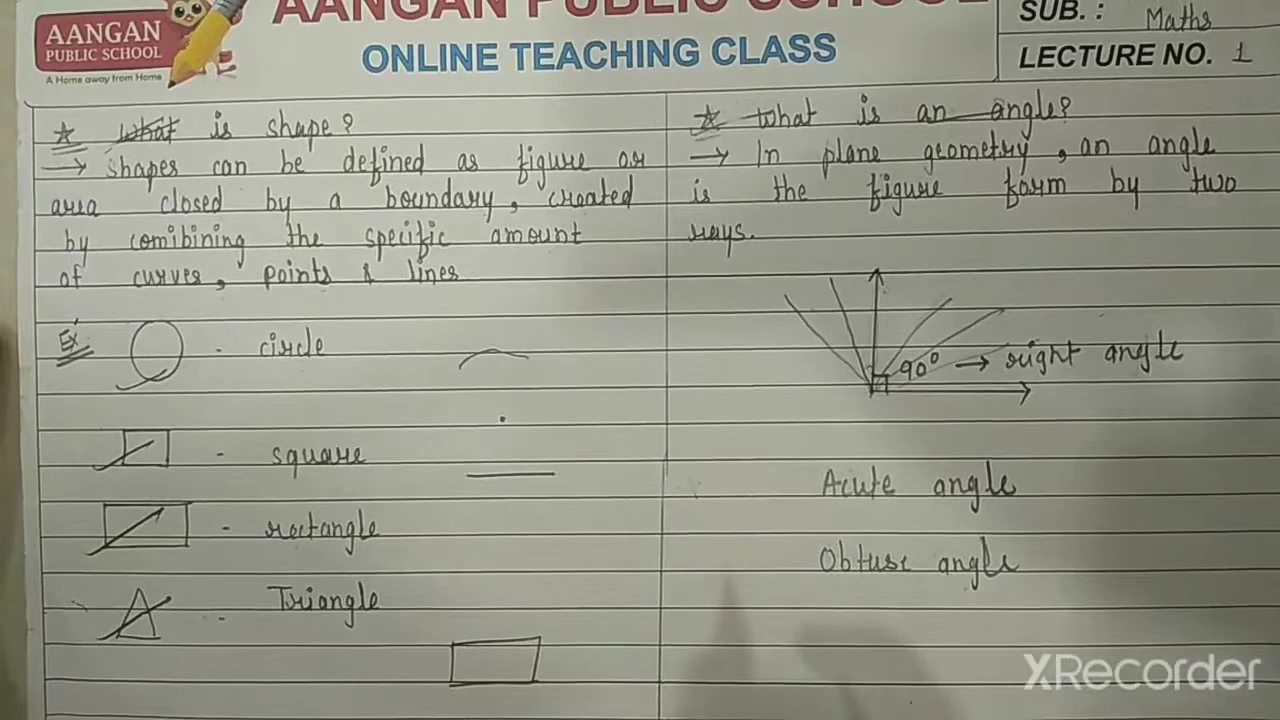 AANGAN PUBLIC SCHOOL
AANGAN
PUBLIC SCHOOL
A Home away from Home
ONLINE TEACHING CLASS
SUB. : Maths
LECTURE NO. 1
What is shape?
→ shapes can be defined as figure or
area closed by a boundary, created
by comibining the specific amount
of curves, points & lines
Ex.
- circle
- square
- rectangle
- Triangle
What is an angle?
→ In plane geometry, an angle
is the figure form by two
rays.
90° → right angle
Acute angle
Obtuse angle
XRecorder